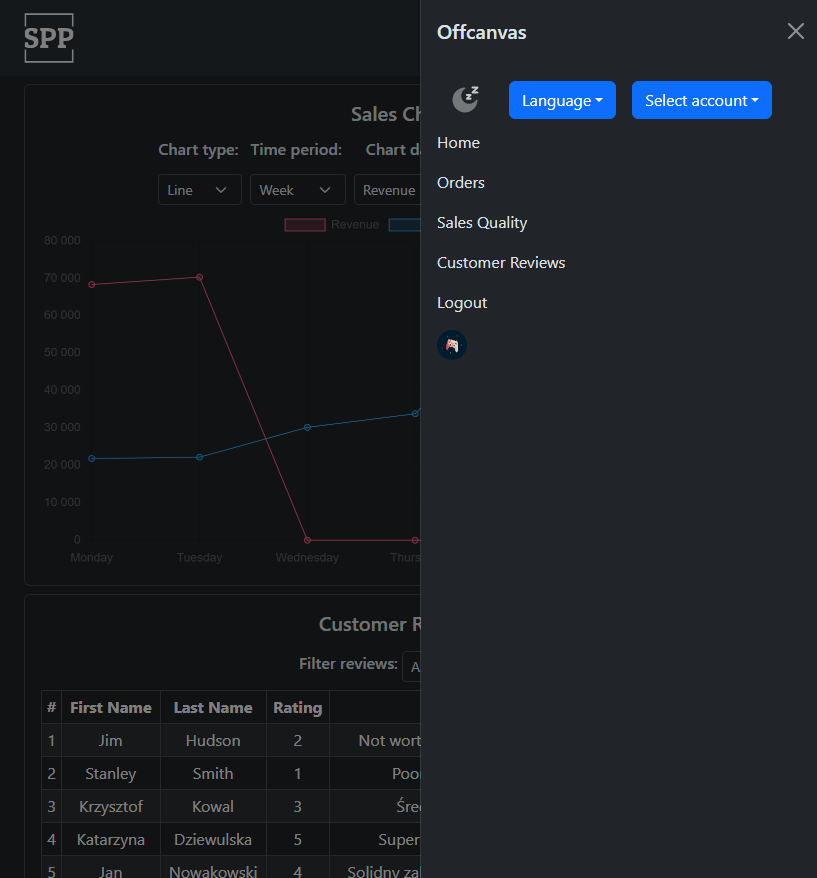 SPP
Offcanvas
Language
Select account
Home
Orders
Sales Quality
Customer Reviews
Logout
Sales Ch
Chart type: Time period: Chart da
Line Week Revenue
Revenue
80 000
70 000
60 000
50 000
40 000
30 000
20 000
10 000
0
Monday Tuesday Wednesday Thurs
Customer R
Filter reviews: A
# First Name Last Name Rating
1 Jim Hudson 2 Not wort
2 Stanley Smith 1 Poo
3 Krzysztof Kowal 3 Śred
4 Katarzyna Dziewulska 5 Super
5 Jan Nowakowski 4 Solidny za